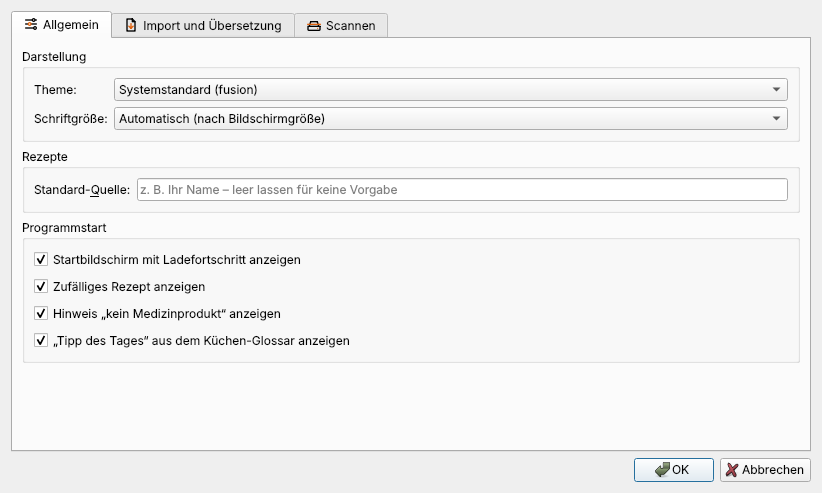 Allgemein
Import und Übersetzung
Scannen
Darstellung
Theme: Systemstandard (fusion)
Schriftgröße: Automatisch (nach Bildschirmgröße)
Rezepte
Standard-Quelle: z. B. Ihr Name – leer lassen für keine Vorgabe
Programmstart
Startbildschirm mit Ladefortschritt anzeigen
Zufälliges Rezept anzeigen
Hinweis „kein Medizinprodukt“ anzeigen
„Tipp des Tages“ aus dem Küchen-Glossar anzeigen
OK
Abbrechen